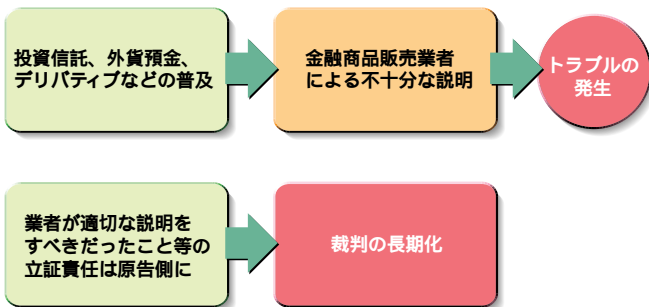 投資信託、外貨預金、
デリバティブなどの普及
金融商品販売業者
による不十分な説明
トラブルの
発生
業者が適切な説明を
すべきだったこと等の
立証責任は原告側に
裁判の長期化